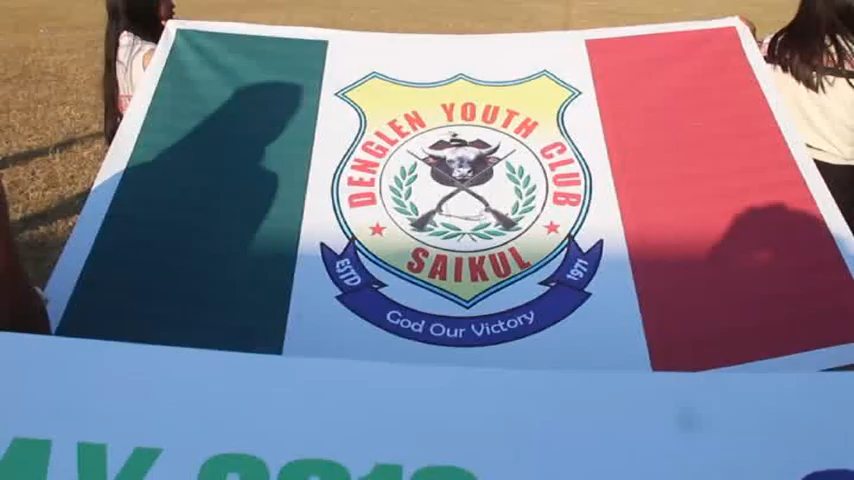 DENGLEN YOUTH CLUB
SAIKUL
ESTD 1971
God Our Victory